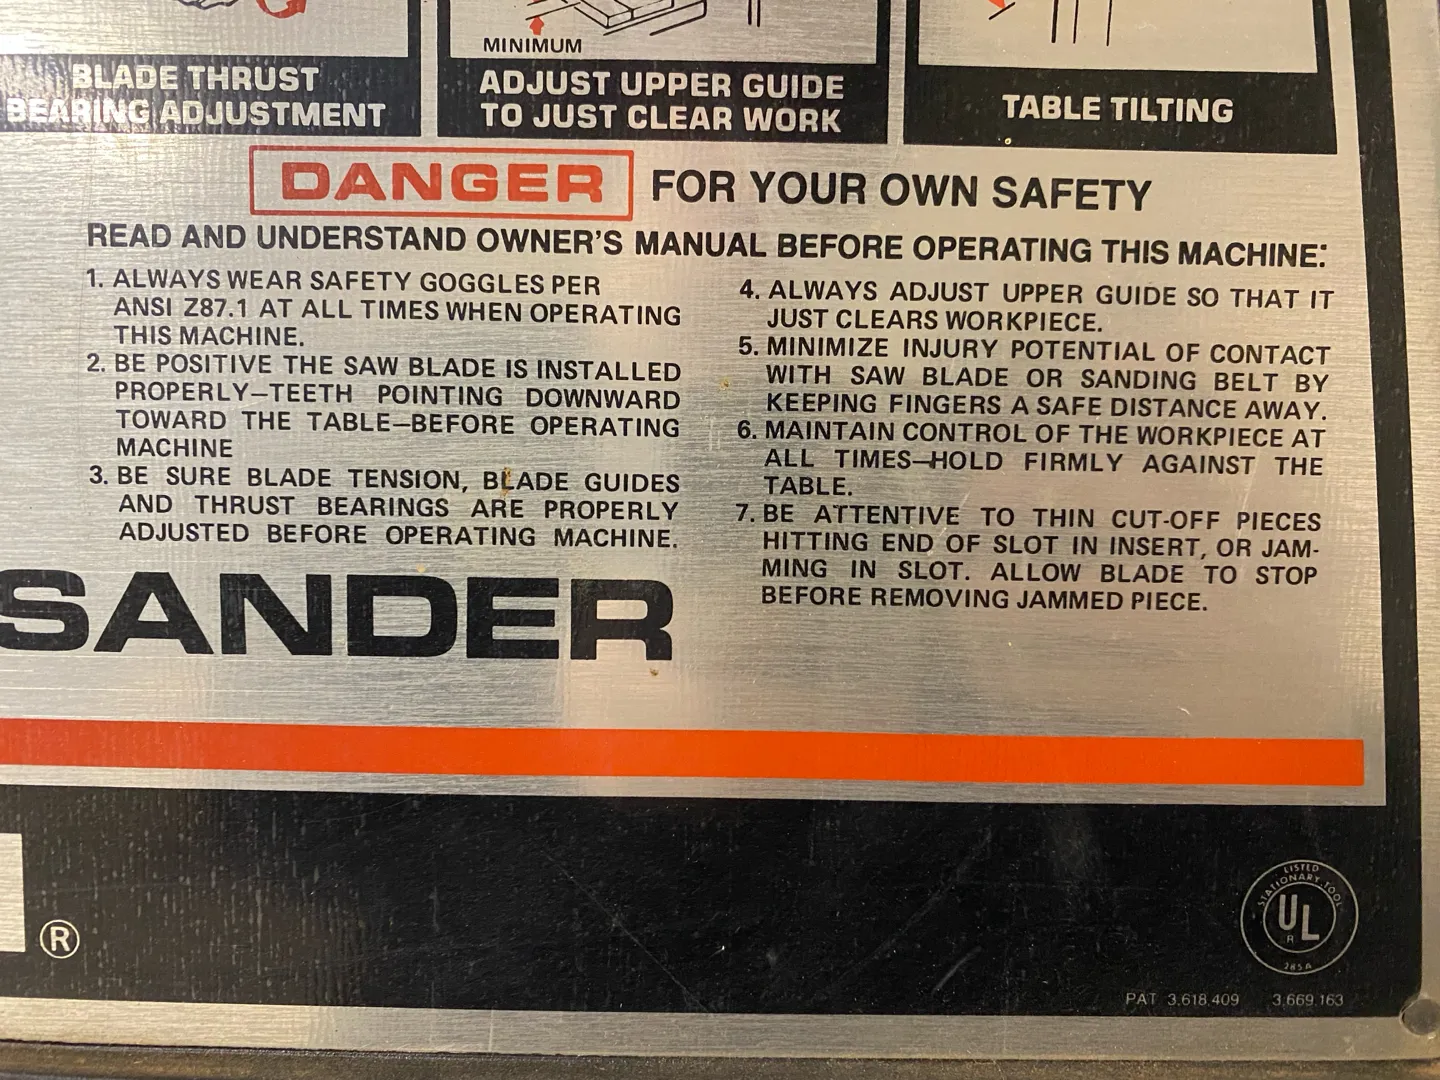 MINIMUM
BLADE THRUST
BEARING ADJUSTMENT
ADJUST UPPER GUIDE
TO JUST CLEAR WORK
TABLE TILTING
DANGER FOR YOUR OWN SAFETY
READ AND UNDERSTAND OWNER'S MANUAL BEFORE OPERATING THIS MACHINE:
1. ALWAYS WEAR SAFETY GOGGLES PER
ANSI Z87.1 AT ALL TIMES WHEN OPERATING
THIS MACHINE.
2. BE POSITIVE THE SAW BLADE IS INSTALLED
PROPERLY—TEETH POINTING DOWNWARD
TOWARD THE TABLE—BEFORE OPERATING
MACHINE
3. BE SURE BLADE TENSION, BLADE GUIDES
AND THRUST BEARINGS ARE PROPERLY
ADJUSTED BEFORE OPERATING MACHINE.
4. ALWAYS ADJUST UPPER GUIDE SO THAT IT
JUST CLEARS WORKPIECE.
5. MINIMIZE INJURY POTENTIAL OF CONTACT
WITH SAW BLADE OR SANDING BELT BY
KEEPING FINGERS A SAFE DISTANCE AWAY.
6. MAINTAIN CONTROL OF THE WORKPIECE AT
ALL TIMES—HOLD FIRMLY AGAINST THE
TABLE.
7. BE ATTENTIVE TO THIN CUT-OFF PIECES
HITTING END OF SLOT IN INSERT, OR JAM-
MING IN SLOT. ALLOW BLADE TO STOP
BEFORE REMOVING JAMMED PIECE.
SANDER
®
LISTED
STATIONARY TOOL
UL
R
285A
PAT 3,618,409 3,669,163